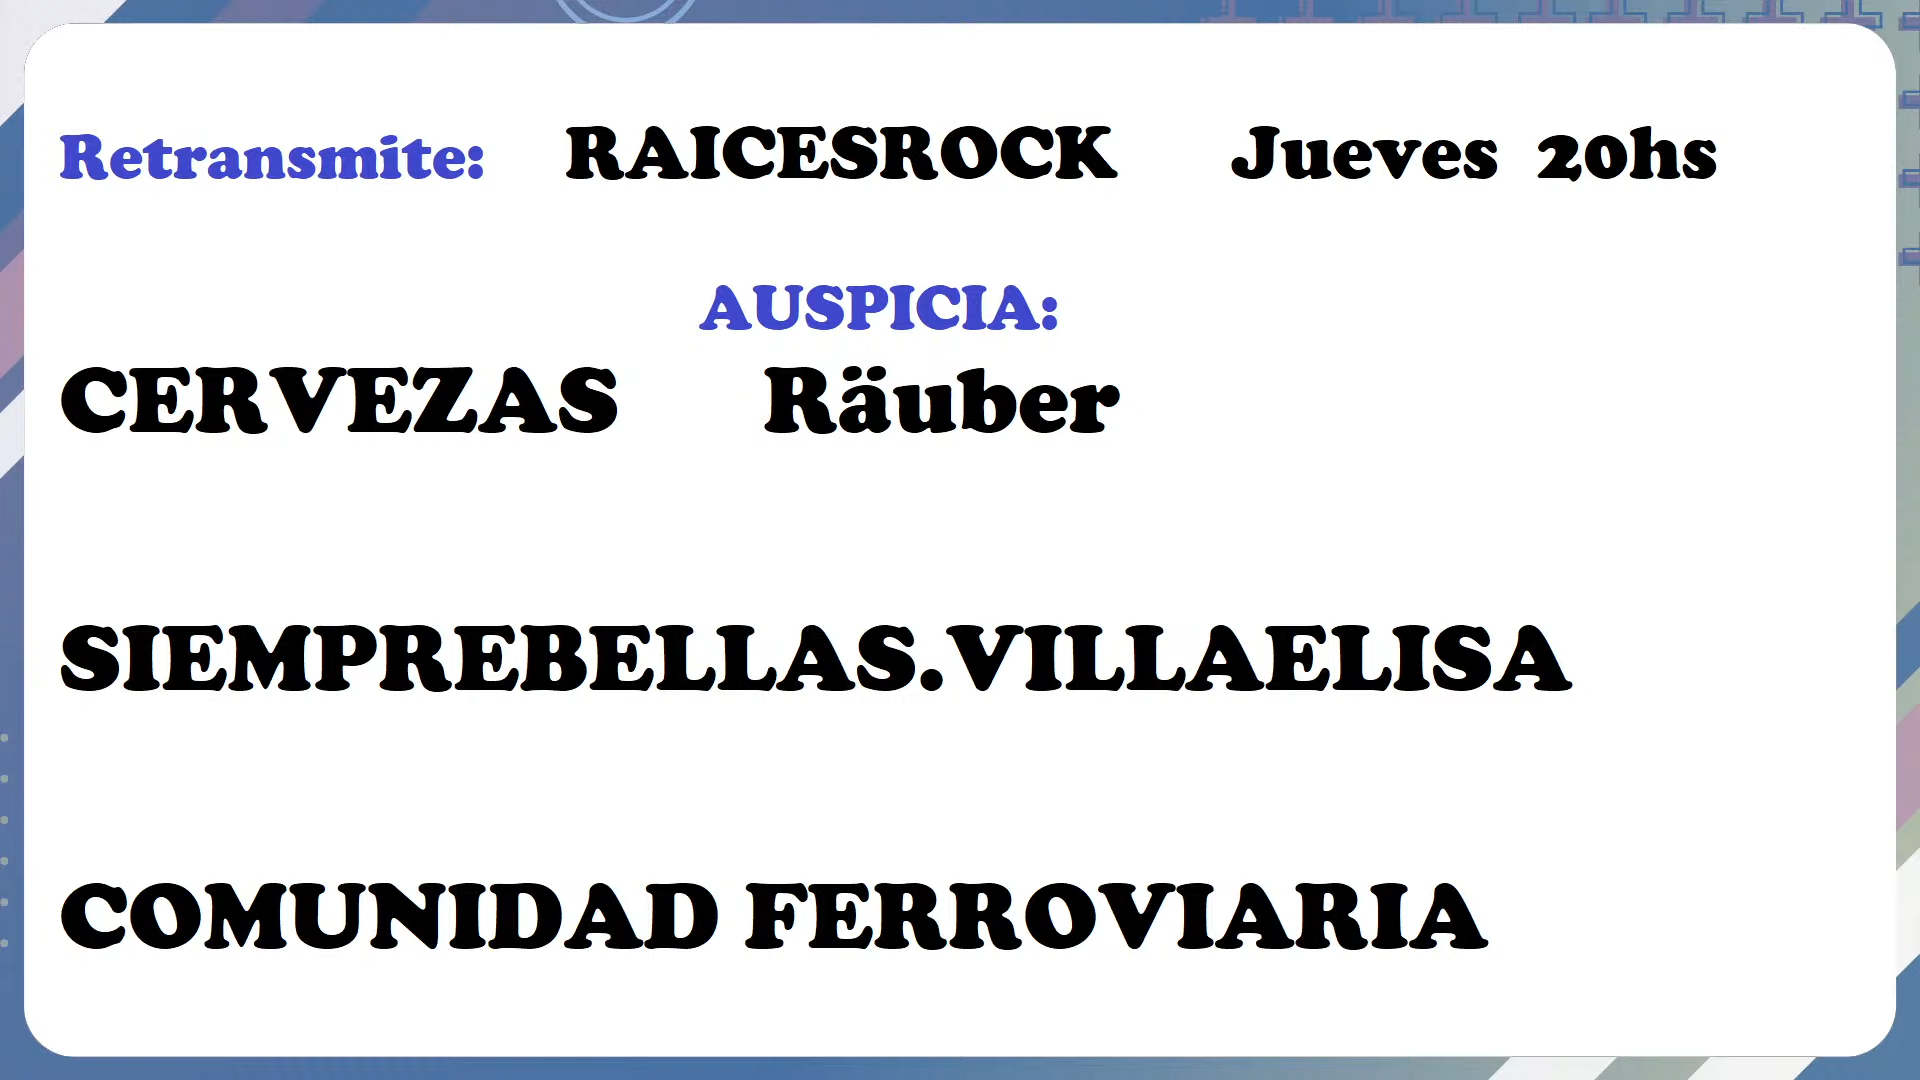 Retransmite: RAICESROCK Jueves 20hs
AUSPICIA:
CERVEZAS Räuber
SIEMPREBELLAS.VILLAELISA
COMUNIDAD FERROVIARIA